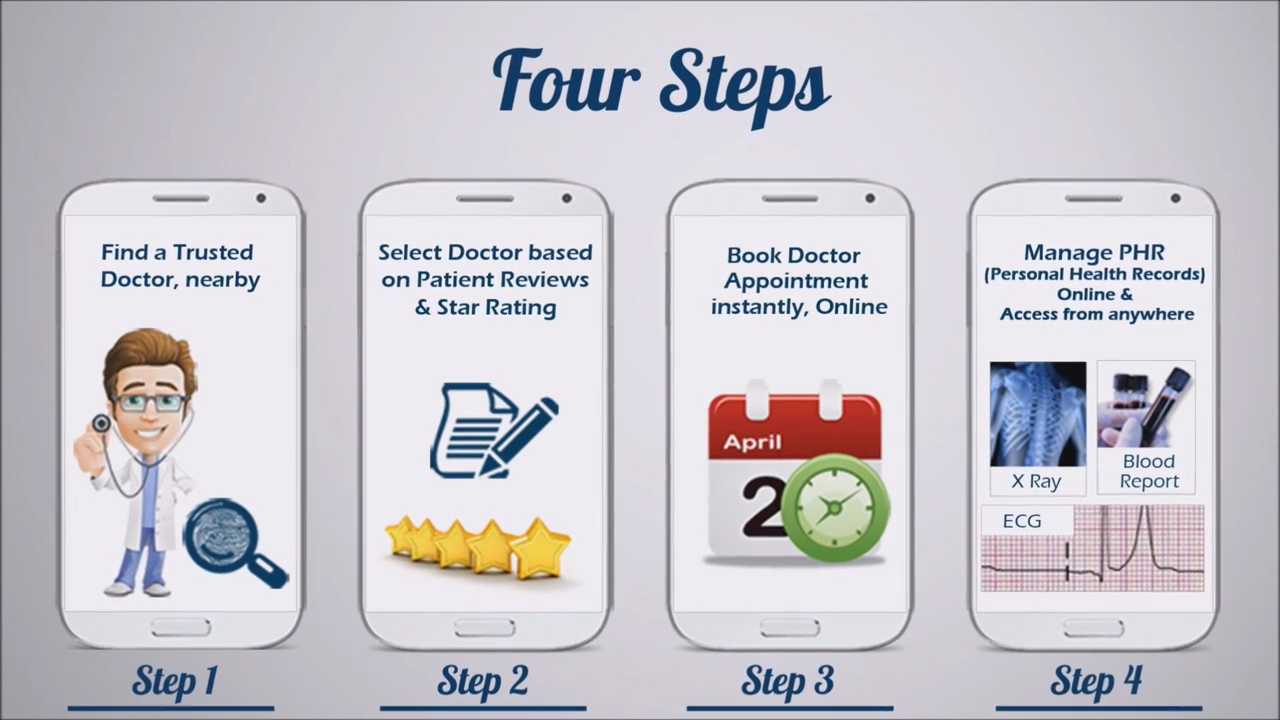 Four Steps
Find a Trusted
Doctor, nearby
Select Doctor based
on Patient Reviews
& Star Rating
Book Doctor
Appointment
instantly, Online
April
2
Manage PHR
(Personal Health Records)
Online &
Access from anywhere
X Ray
Blood
Report
ECG
Step 1
Step 2
Step 3
Step 4